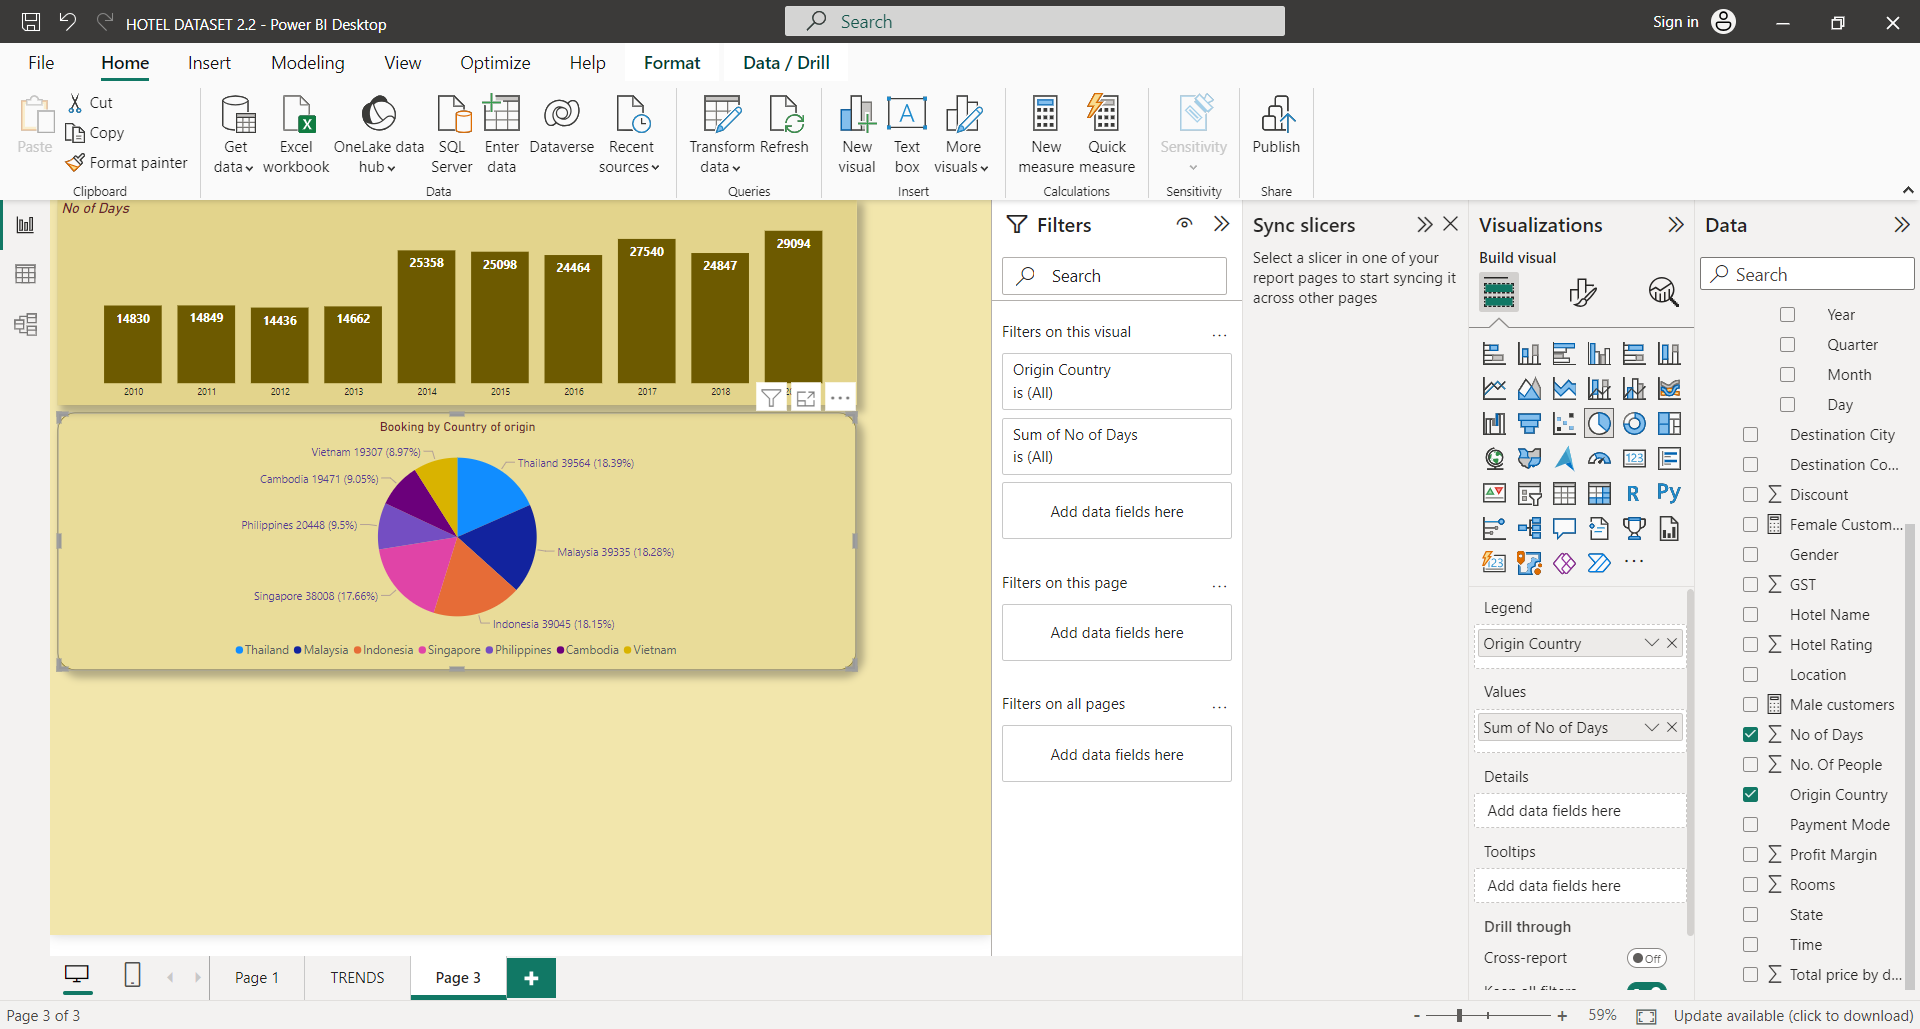 HOTEL DATASET 2.2 - Power BI Desktop
Search
Sign in
File Home Insert Modeling View Optimize Help Format Data / Drill
Paste
Cut
Copy
Format painter
Clipboard
Get data
Excel workbook
OneLake data hub
SQL Server
Enter data
Dataverse
Recent sources
Data
Transform data
Refresh
Queries
New visual
Text box
More visuals
Insert
New measure
Quick measure
Calculations
Sensitivity
Sensitivity
Publish
Share
No of Days
14830 14849 14436 14662 25358 25098 24464 27540 24847 29094
2010 2011 2012 2013 2014 2015 2016 2017 2018
Booking by Country of origin
Vietnam 19307 (8.97%)
Thailand 39564 (18.39%)
Cambodia 19471 (9.05%)
Philippines 20448 (9.5%)
Malaysia 39335 (18.28%)
Singapore 38008 (17.66%)
Indonesia 39045 (18.15%)
Thailand Malaysia Indonesia Singapore Philippines Cambodia Vietnam
Filters
Search
Filters on this visual
Origin Country
is (All)
Sum of No of Days
is (All)
Add data fields here
Filters on this page
Add data fields here
Filters on all pages
Add data fields here
Sync slicers
Select a slicer in one of your
report pages to start syncing it
across other pages
Visualizations
Build visual
123
R Py
123
Legend
Origin Country
Values
Sum of No of Days
Details
Add data fields here
Tooltips
Add data fields here
Drill through
Cross-report
Off
Keep all filters
Data
Search
Year
Quarter
Month
Day
Destination City
Destination Co...
Discount
Female Custom...
Gender
GST
Hotel Name
Hotel Rating
Location
Male customers
No of Days
No. Of People
Origin Country
Payment Mode
Profit Margin
Rooms
State
Time
Total price by d...
Page 1 TRENDS Page 3
Page 3 of 3
59%
Update available (click to download)